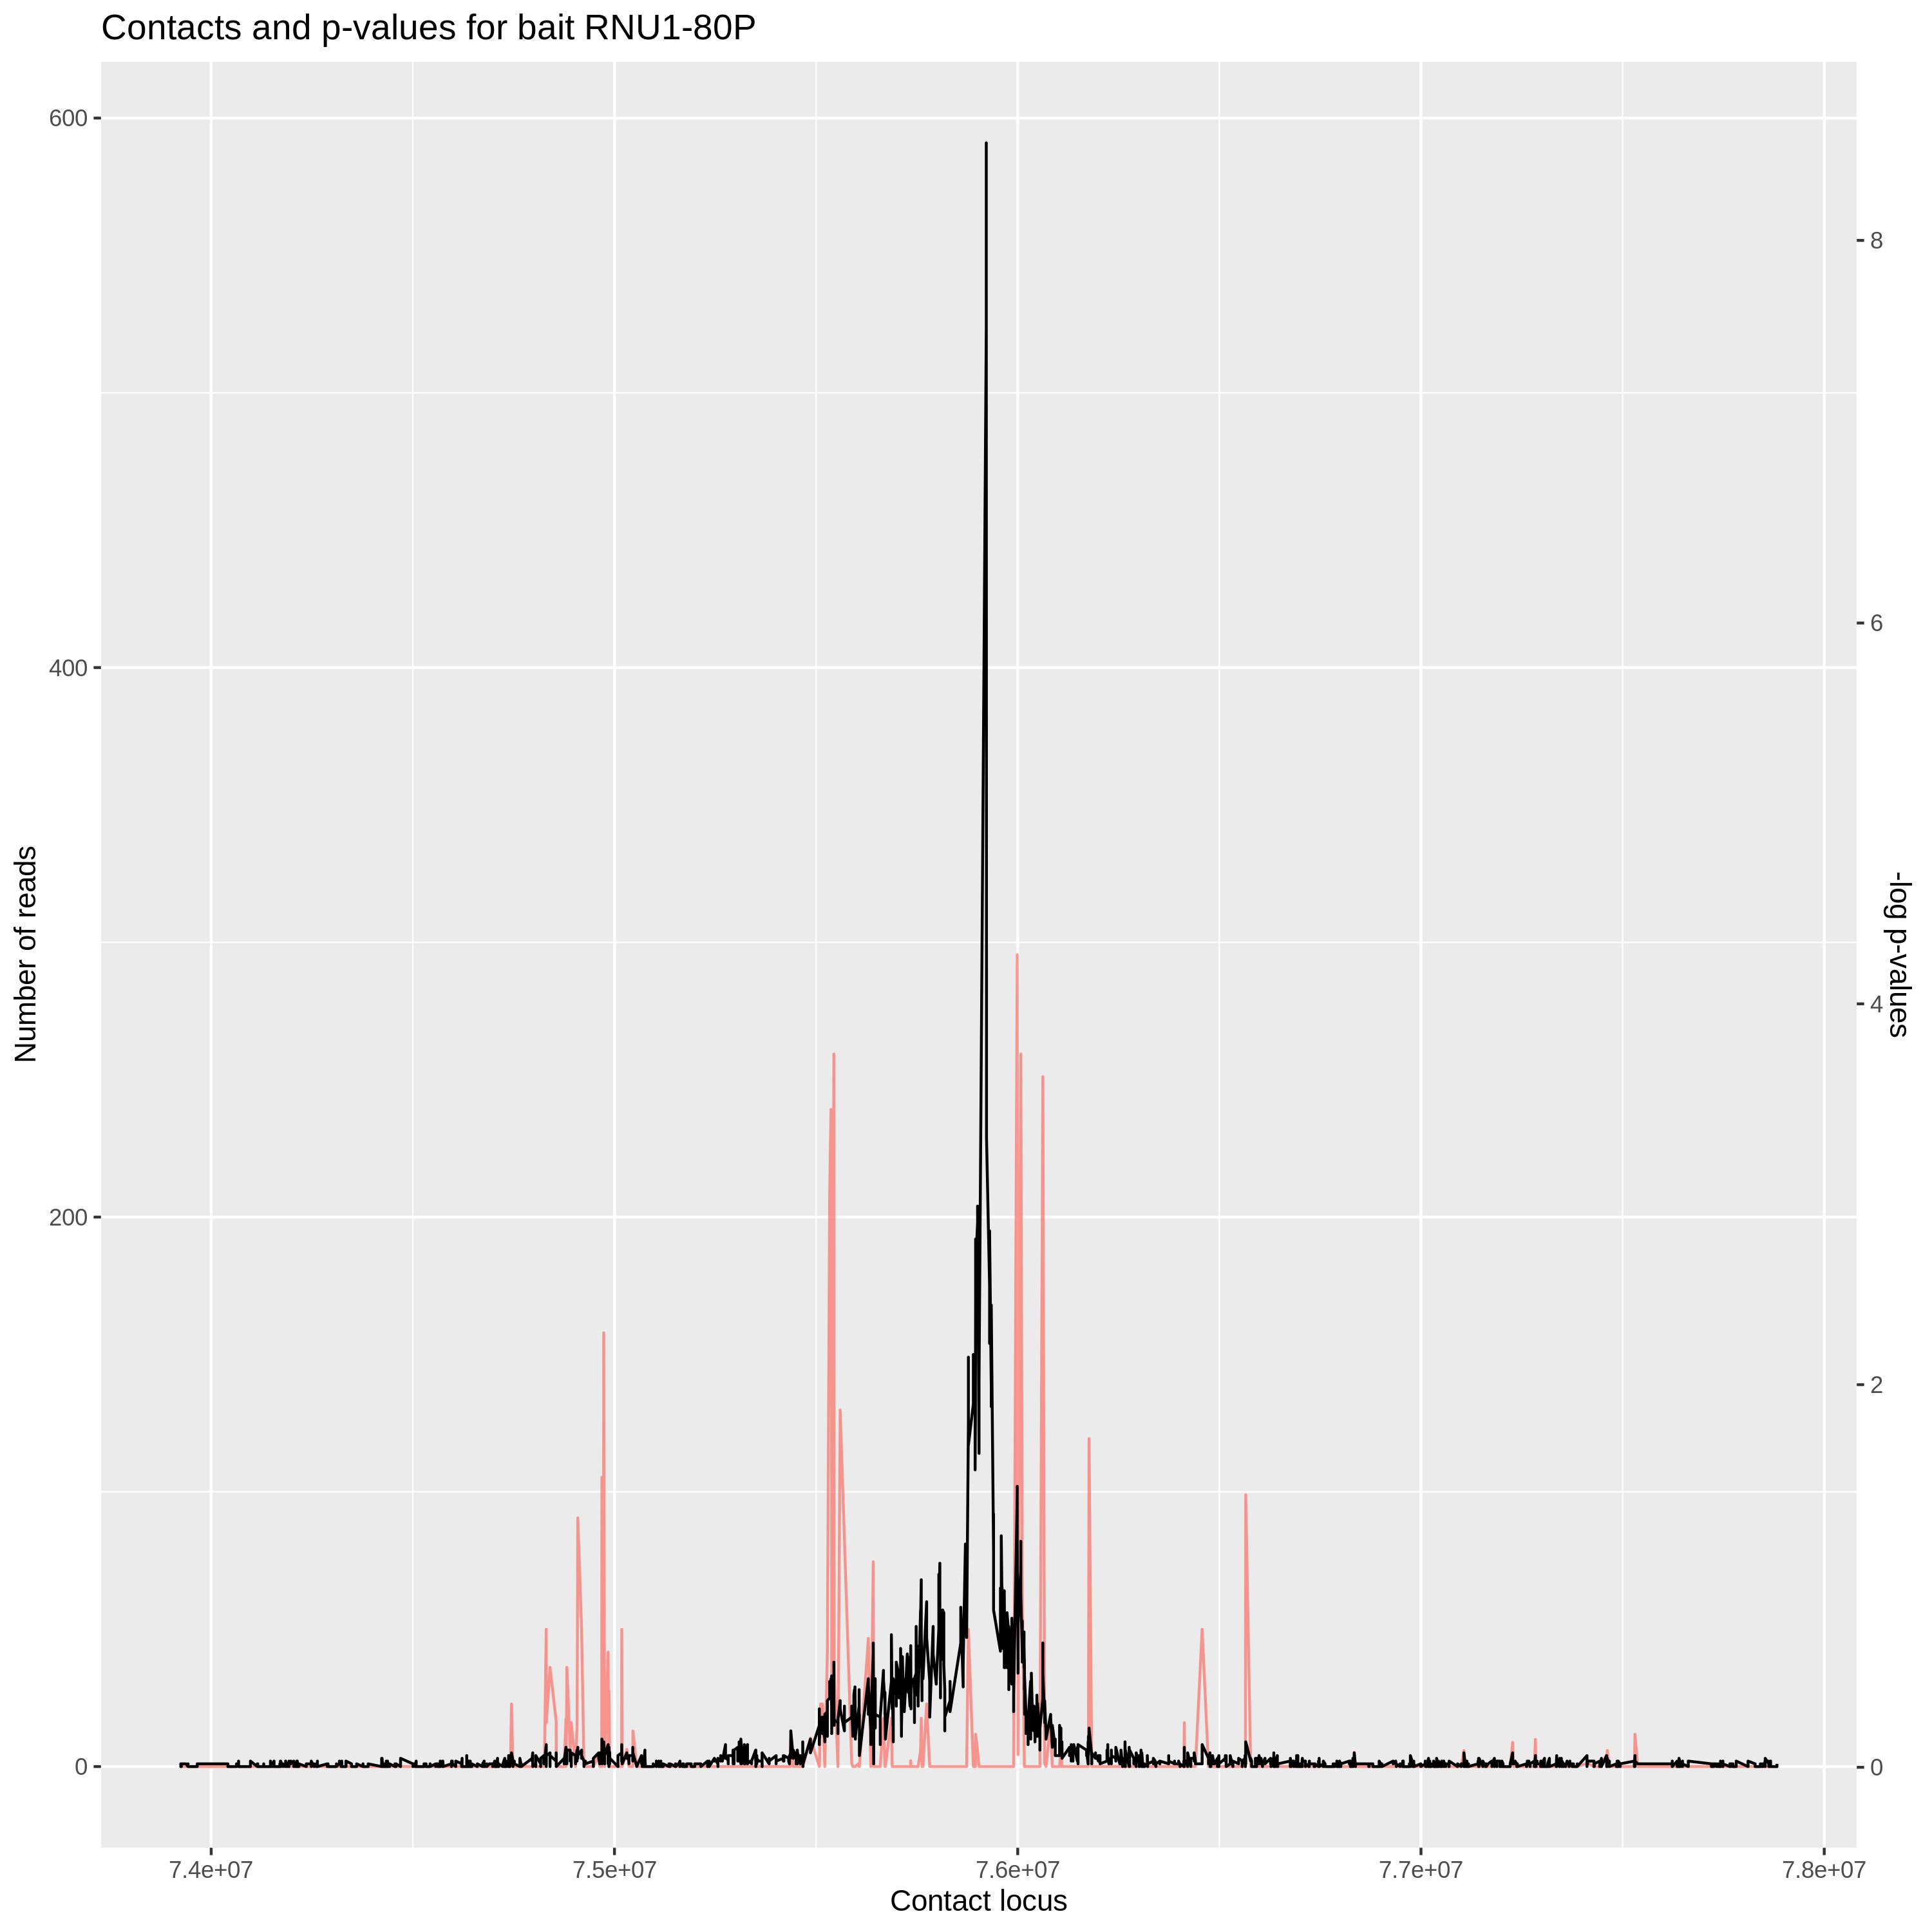 Contacts and p-values for bait RNU1-80P
600
400
200
0
8
6
4
2
0
Number of reads
-log p-values
7.4e+07
7.5e+07
7.6e+07
7.7e+07
7.8e+07
Contact locus